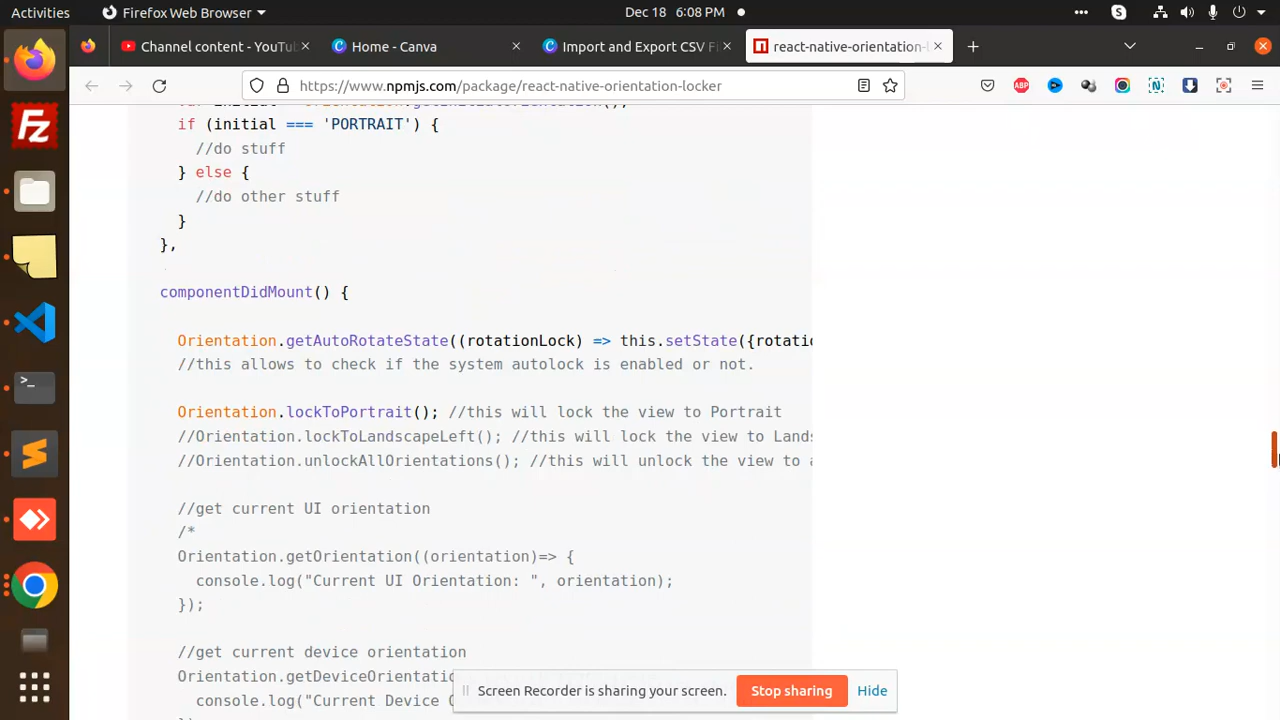 Activities
Firefox Web Browser
Dec 18 6:08 PM
Channel content - YouTu
Home - Canva
Import and Export CSV Fi
react-native-orientation-l
https://www.npmjs.com/package/react-native-orientation-locker
if (initial === 'PORTRAIT') {
//do stuff
} else {
//do other stuff
}
},
componentDidMount() {
Orientation.getAutoRotateState((rotationLock) => this.setState({rotatio
//this allows to check if the system autolock is enabled or not.
Orientation.lockToPortrait(); //this will lock the view to Portrait
//Orientation.lockToLandscapeLeft(); //this will lock the view to Lands
//Orientation.unlockAllOrientations(); //this will unlock the view to a
//get current UI orientation
/*
Orientation.getOrientation((orientation)=> {
console.log("Current UI Orientation: ", orientation);
});
//get current device orientation
Orientation.getDeviceOrientatio
console.log("Current Device
Screen Recorder is sharing your screen.
Stop sharing
Hide